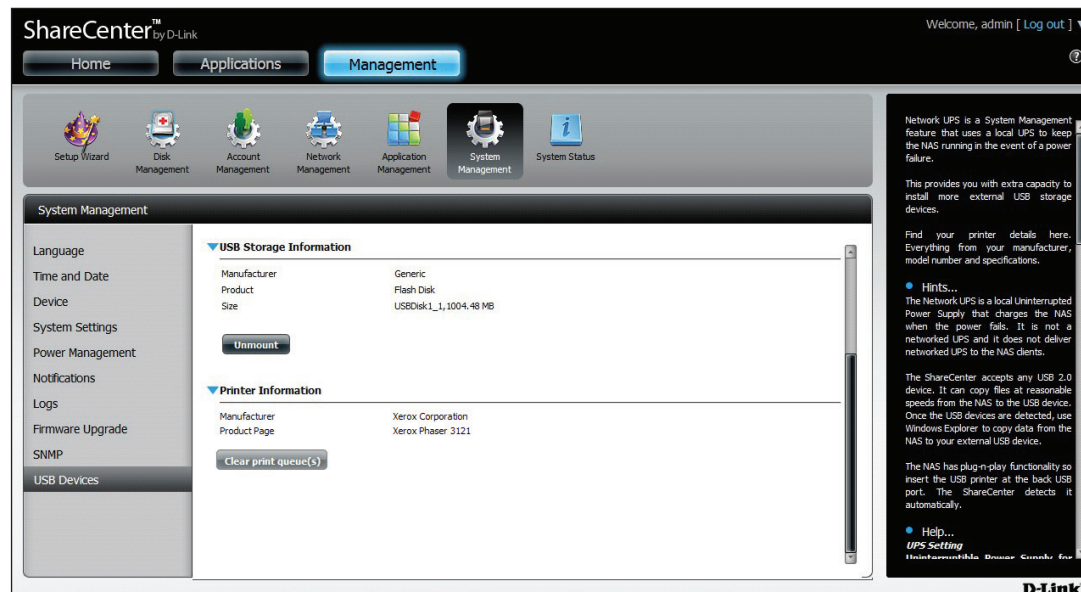 ShareCenter™ by D-Link
Welcome, admin [ Log out ]
Home
Applications
Management
Setup Wizard
Disk
Management
Account
Management
Network
Management
Application
Management
System
Management
System Status
System Management
Language
Time and Date
Device
System Settings
Power Management
Notifications
Logs
Firmware Upgrade
SNMP
USB Devices
USB Storage Information
Manufacturer Generic
Product Flash Disk
Size USBDisk1_1,1004.48 MB
Unmount
Printer Information
Manufacturer Xerox Corporation
Product Page Xerox Phaser 3121
Clear print queue(s)
Network UPS is a System Management
feature that uses a local UPS to keep
the NAS running in the event of a power
failure.
This provides you with extra capacity to
install more external USB storage
devices.
Find your printer details here.
Everything from your manufacturer,
model number and specifications.
Hints...
The Network UPS is a local Uninterrupted
Power Supply that charges the NAS
when the power fails. It is not a
networked UPS and it does not deliver
networked UPS to the NAS clients.
The ShareCenter accepts any USB 2.0
device. It can copy files at reasonable
speeds from the NAS to the USB device.
Once the USB devices are detected, use
Windows Explorer to copy data from the
NAS to your external USB device.
The NAS has plug-n-play functionality so
insert the USB printer at the back USB
port. The ShareCenter detects it
automatically.
Help...
UPS Setting
Uninterruptible Power Supply for
D-Link